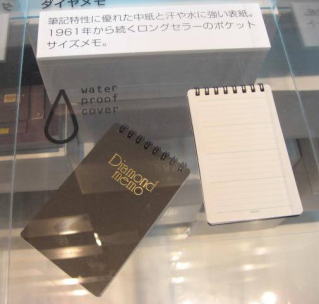 ダイヤメモ
筆記特性に優れた中紙と汗や水に強い表紙。
1961年から続くロングセラーのポケット
サイズメモ。
water
proof
cover
Diamond
memo